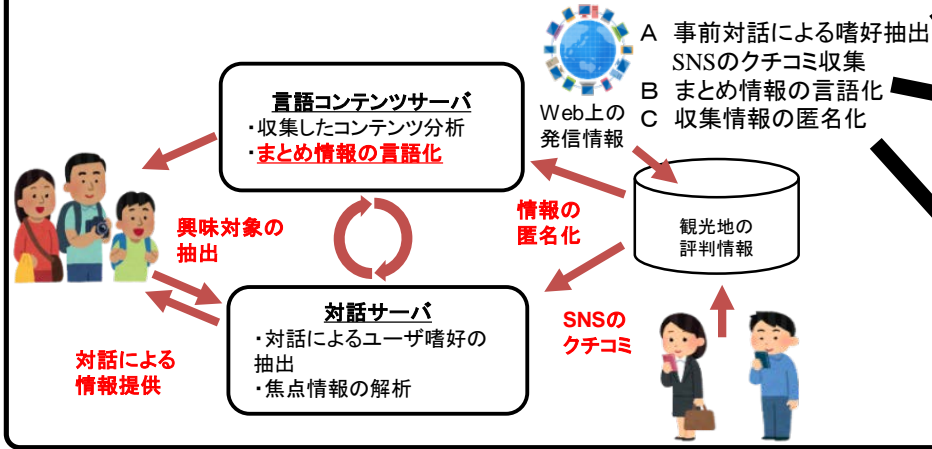 A 事前対話による嗜好抽出
SNSのクチコミ収集
B まとめ情報の言語化
C 収集情報の匿名化
Web上の
発信情報
言語コンテンツサーバ
・収集したコンテンツ分析
・まとめ情報の言語化
興味対象の
抽出
情報の
匿名化
観光地の
評判情報
対話サーバ
・対話によるユーザ嗜好の
抽出
・焦点情報の解析
対話による
情報提供
SNSの
クチコミ